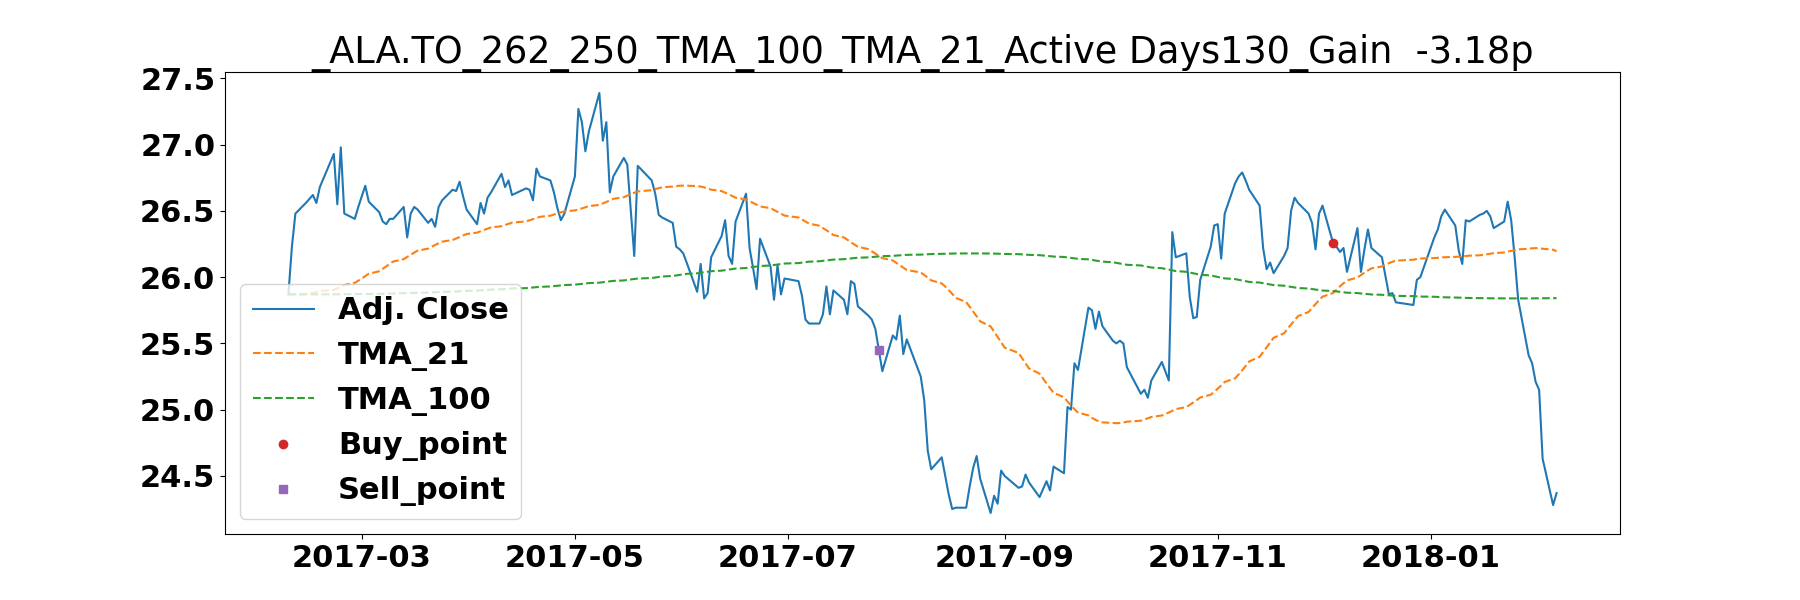 _ALA.TO_262_250_TMA_100_TMA_21_Active Days130_Gain  -3.18p
27.5
27.0
26.5
26.0
25.5
25.0
24.5
Adj. Close
TMA_21
TMA_100
Buy_point
Sell_point
2017-03 2017-05 2017-07 2017-09 2017-11 2018-01